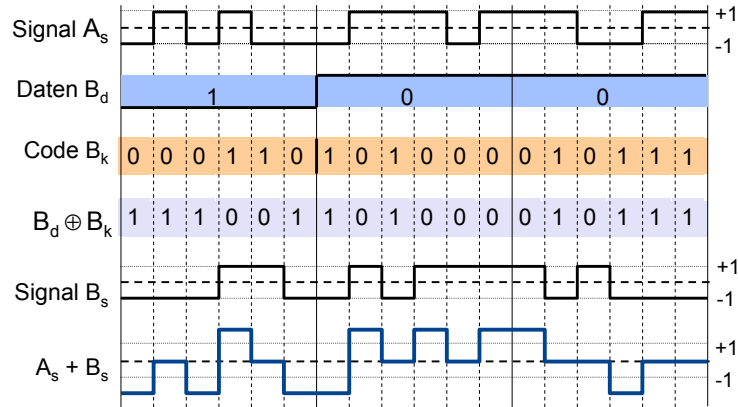 Signal As +1
-1
Daten Bd 1 0 0
Code Bk 0 0 0 1 1 0 1 0 1 0 0 0 0 1 0 1 1 1
Bd ⊕ Bk 1 1 1 0 0 1 1 0 1 0 0 0 0 1 0 1 1 1
+1
Signal Bs -1
+1
As + Bs
-1